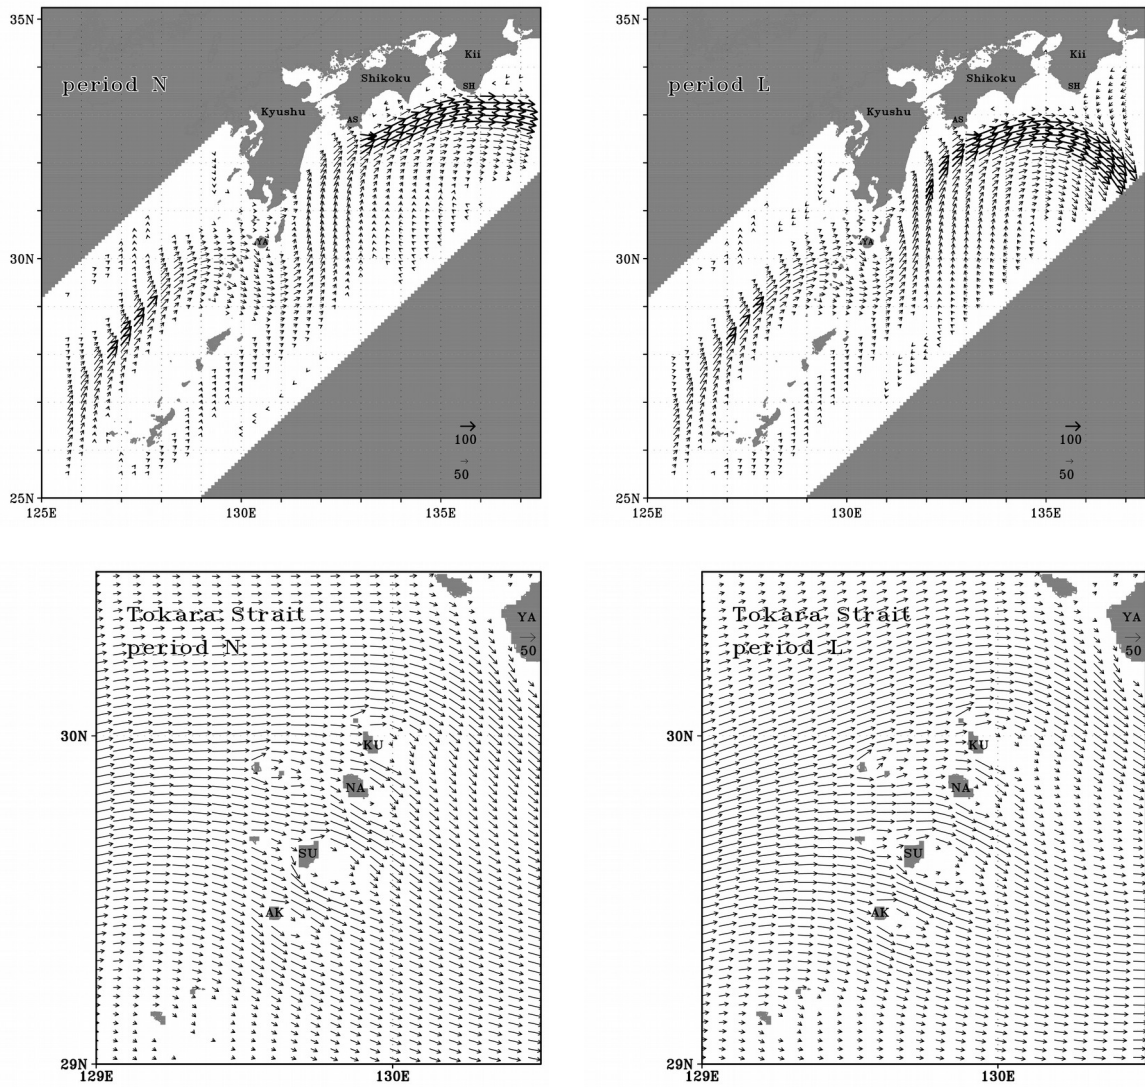 35N
period N
Kii
Shikoku
SH
Kyushu
AS
YA
30N
100
50
25N
125E
130E
135E
period L
Kii
Shikoku
SH
Kyushu
AS
YA
35N
30N
100
50
25N
125E
130E
135E
Tokara Strait
period N
YA
50
30N
KU
NA
SU
AK
29N
129E
130E
Tokara Strait
period L
YA
50
30N
KU
NA
SU
AK
29N
129E
130E